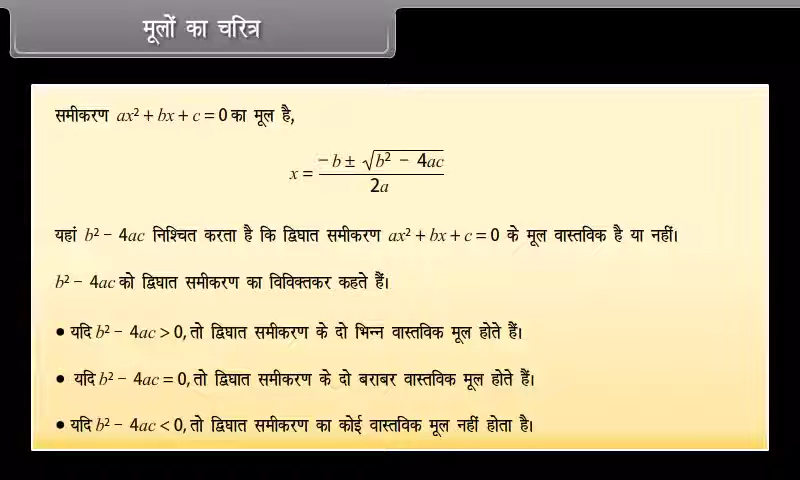 मूलों का चरित्र
समीकरण ax² + bx + c = 0 का मूल है,
x = (−b ± √(b² − 4ac)) / 2a
यहां b² − 4ac निश्चित करता है कि द्विघात समीकरण ax² + bx + c = 0 के मूल वास्तविक है या नहीं।
b² − 4ac को द्विघात समीकरण का विविक्तकर कहते हैं।
• यदि b² − 4ac > 0, तो द्विघात समीकरण के दो भिन्न वास्तविक मूल होते हैं।
• यदि b² − 4ac = 0, तो द्विघात समीकरण के दो बराबर वास्तविक मूल होते हैं।
• यदि b² − 4ac < 0, तो द्विघात समीकरण का कोई वास्तविक मूल नहीं होता है।